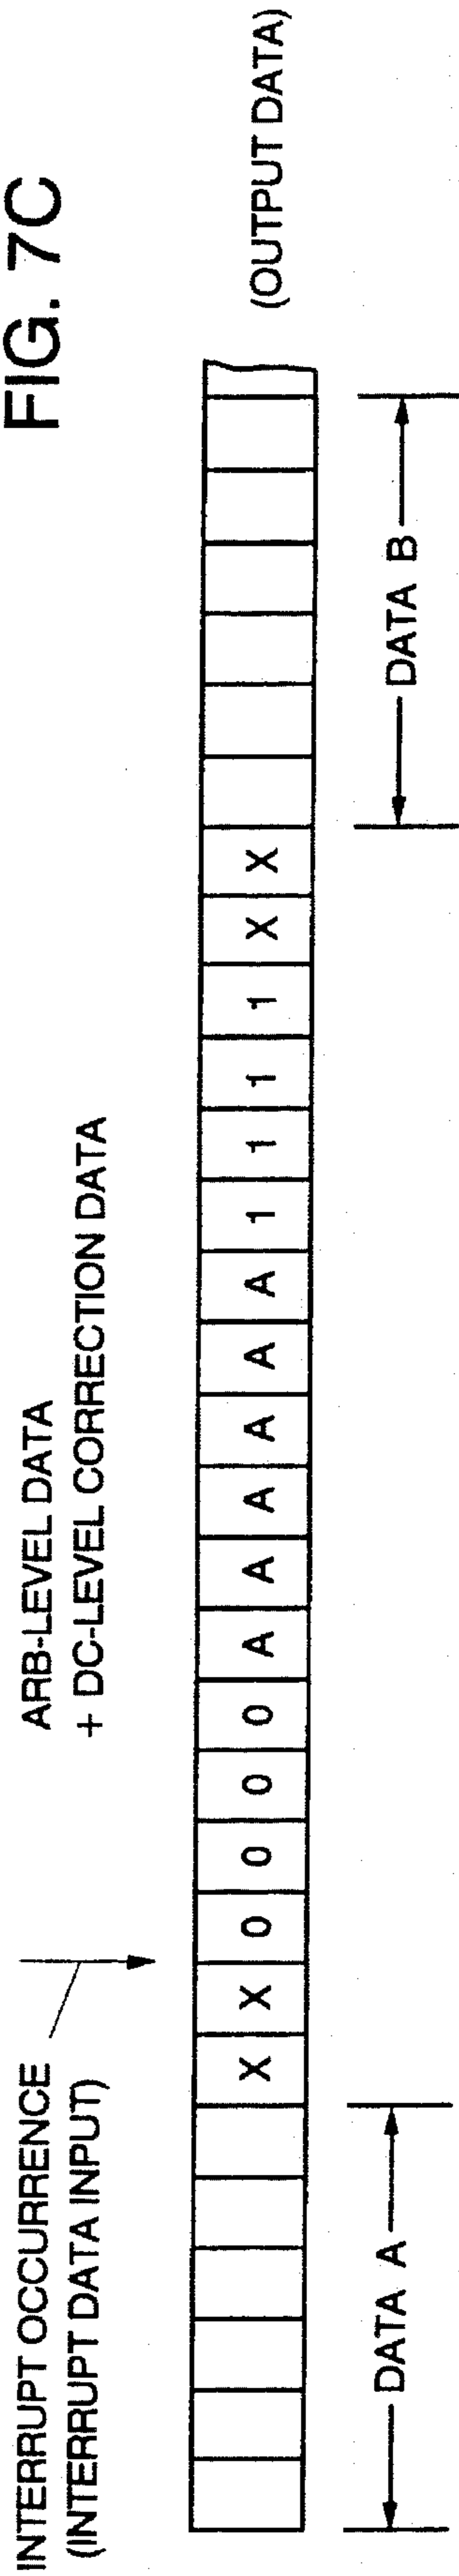 FIG. 7C
INTERRUPT OCCURRENCE
(INTERRUPT DATA INPUT)
ARB-LEVEL DATA
+ DC-LEVEL CORRECTION DATA
X X 0 0 0 0 A A A A A A 1 1 1 1 X X
(OUTPUT DATA)
DATA A
DATA B